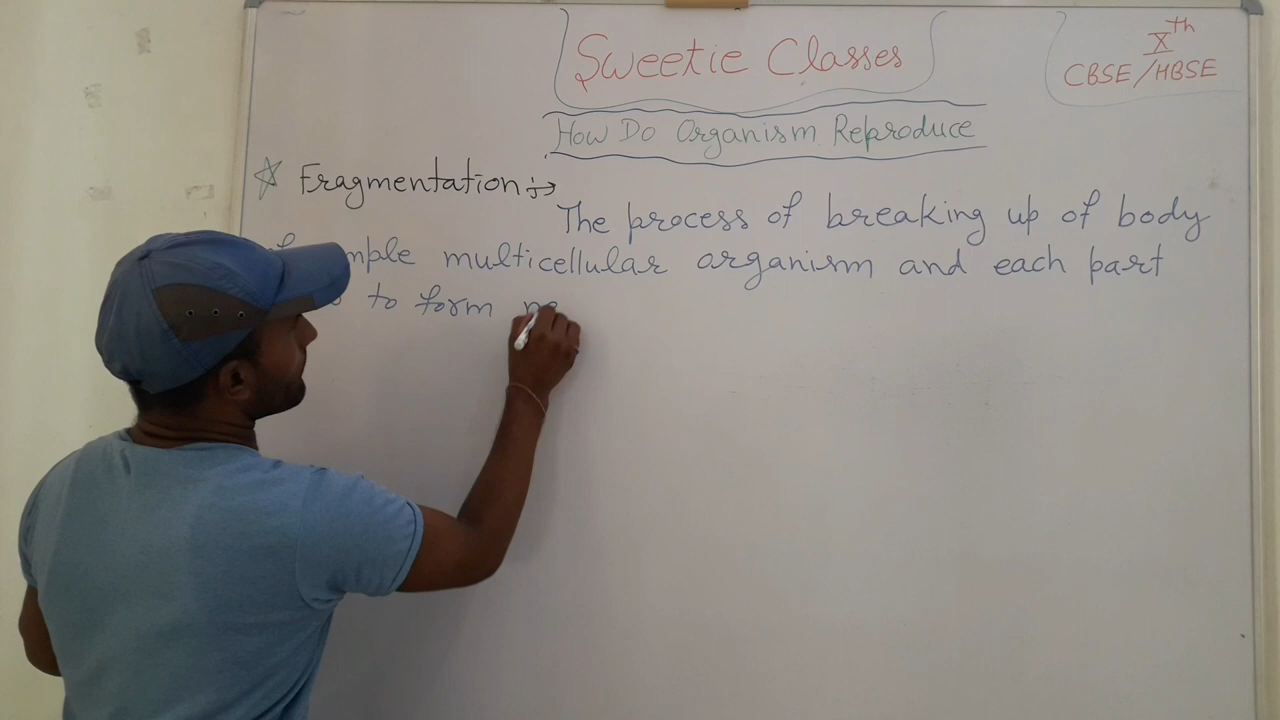 Sweetie Classes
Xth
CBSE/HBSE
How Do Organism Reproduce
Fragmentation :->
The process of breaking up of body
multicellular organism and each part
to form